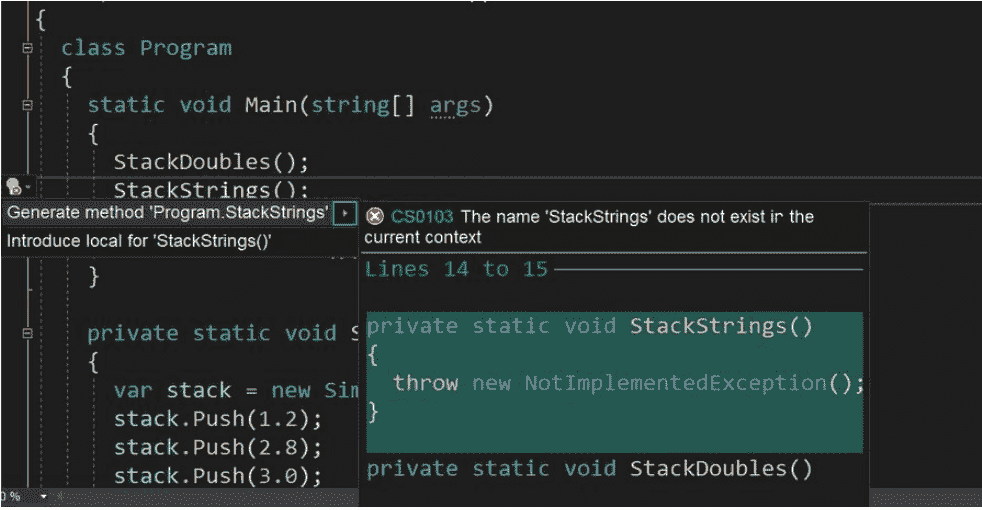 {
class Program
{
static void Main(string[] args)
{
StackDoubles();
StackStrings();
Generate method 'Program.StackStrings'
Introduce local for 'StackStrings()'
CS0103 The name 'StackStrings' does not exist in the
current context
Lines 14 to 15
private static void StackStrings()
{
throw new NotImplementedException();
}
private static void StackDoubles()
}
private static void S
{
var stack = new Sim
stack.Push(1.2);
stack.Push(2.8);
stack.Push(3.0);
0 %